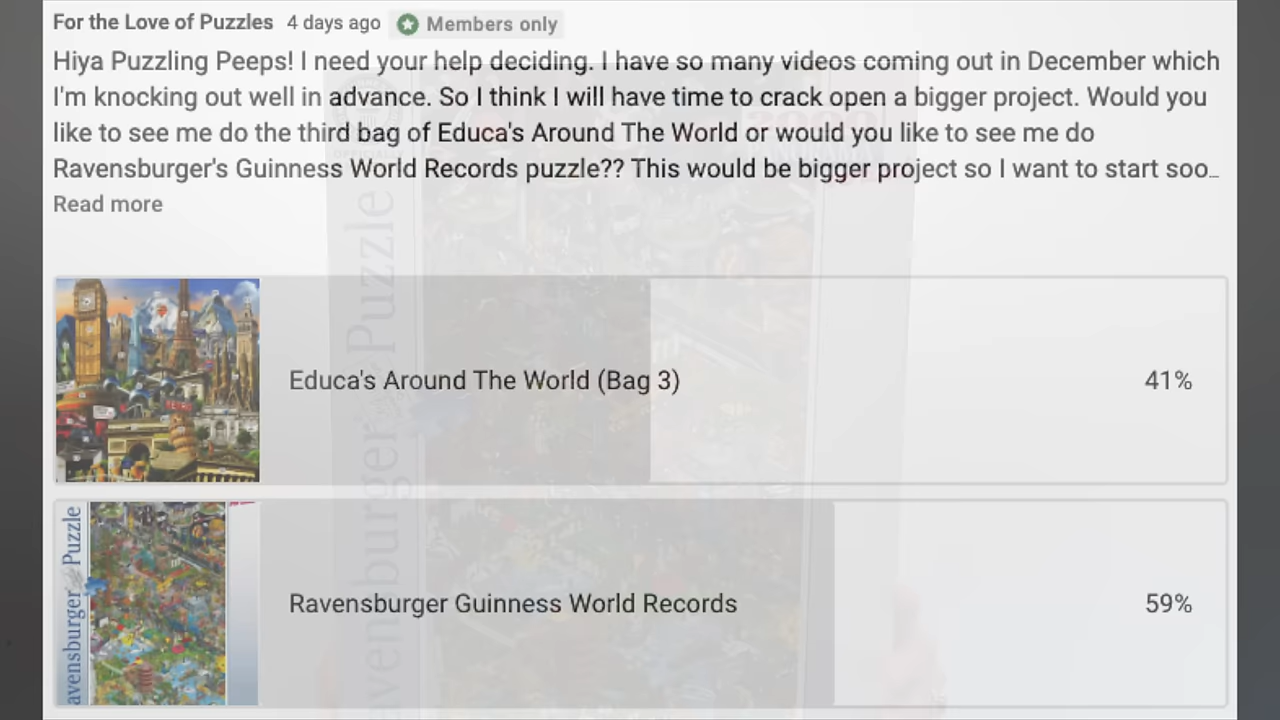 For the Love of Puzzles 4 days ago Members only
Hiya Puzzling Peeps! I need your help deciding. I have so many videos coming out in December which
I'm knocking out well in advance. So I think I will have time to crack open a bigger project. Would you
like to see me do the third bag of Educa's Around The World or would you like to see me do
Ravensburger's Guinness World Records puzzle?? This would be bigger project so I want to start soo…
Read more
Educa's Around The World (Bag 3) 41%
avensburger Puzzle
Ravensburger Guinness World Records 59%
avensburger Puzzle